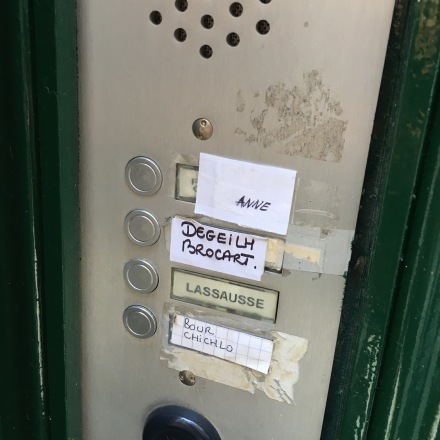 ANNE
DEGEILH
BROCART.
LASSAUSSE
BOUR
CHICHLO